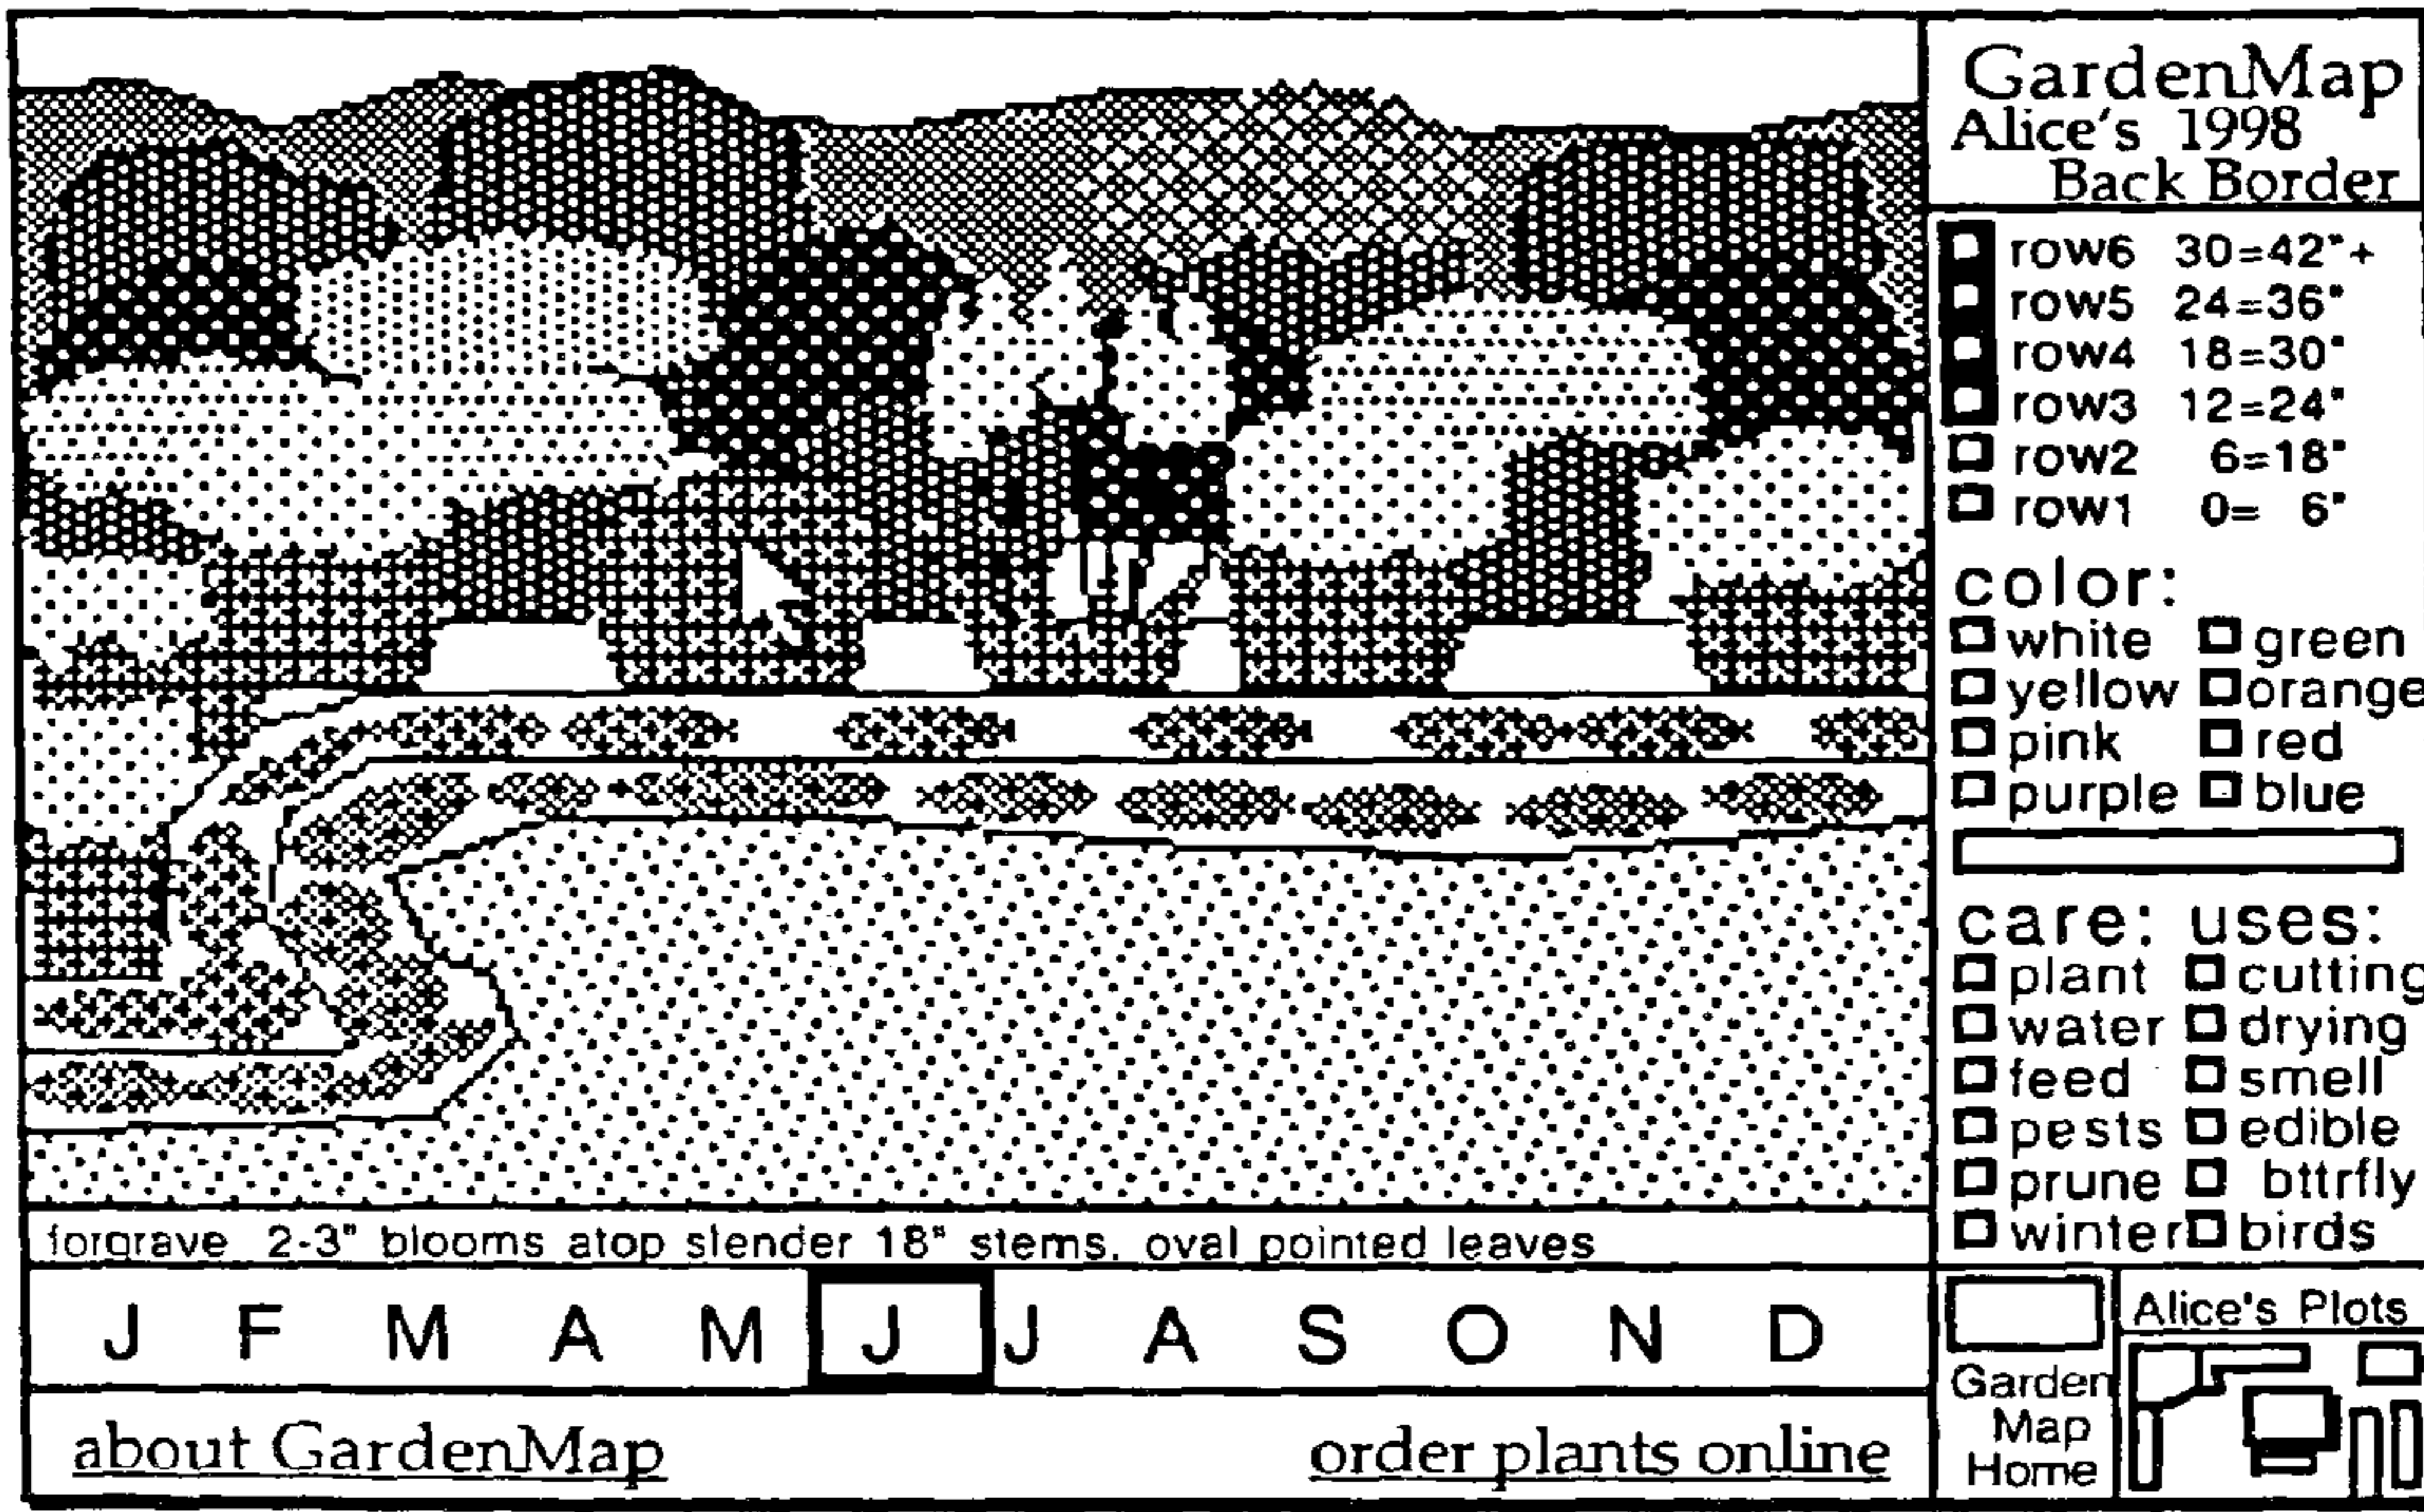 GardenMap
Alice's 1998
Back Border
row6 30=42"+
row5 24=36"
row4 18=30"
row3 12=24"
row2 6=18"
row1 0= 6"
color:
white green
yellow orange
pink red
purple blue
care: uses:
plant cutting
water drying
feed smell
pests edible
prune bttrfly
winter birds
forgrave 2-3" blooms atop slender 18" stems, oval pointed leaves
J F M A M J J A S O N D
about GardenMap order plants online
Garden
Map
Home
Alice's Plots